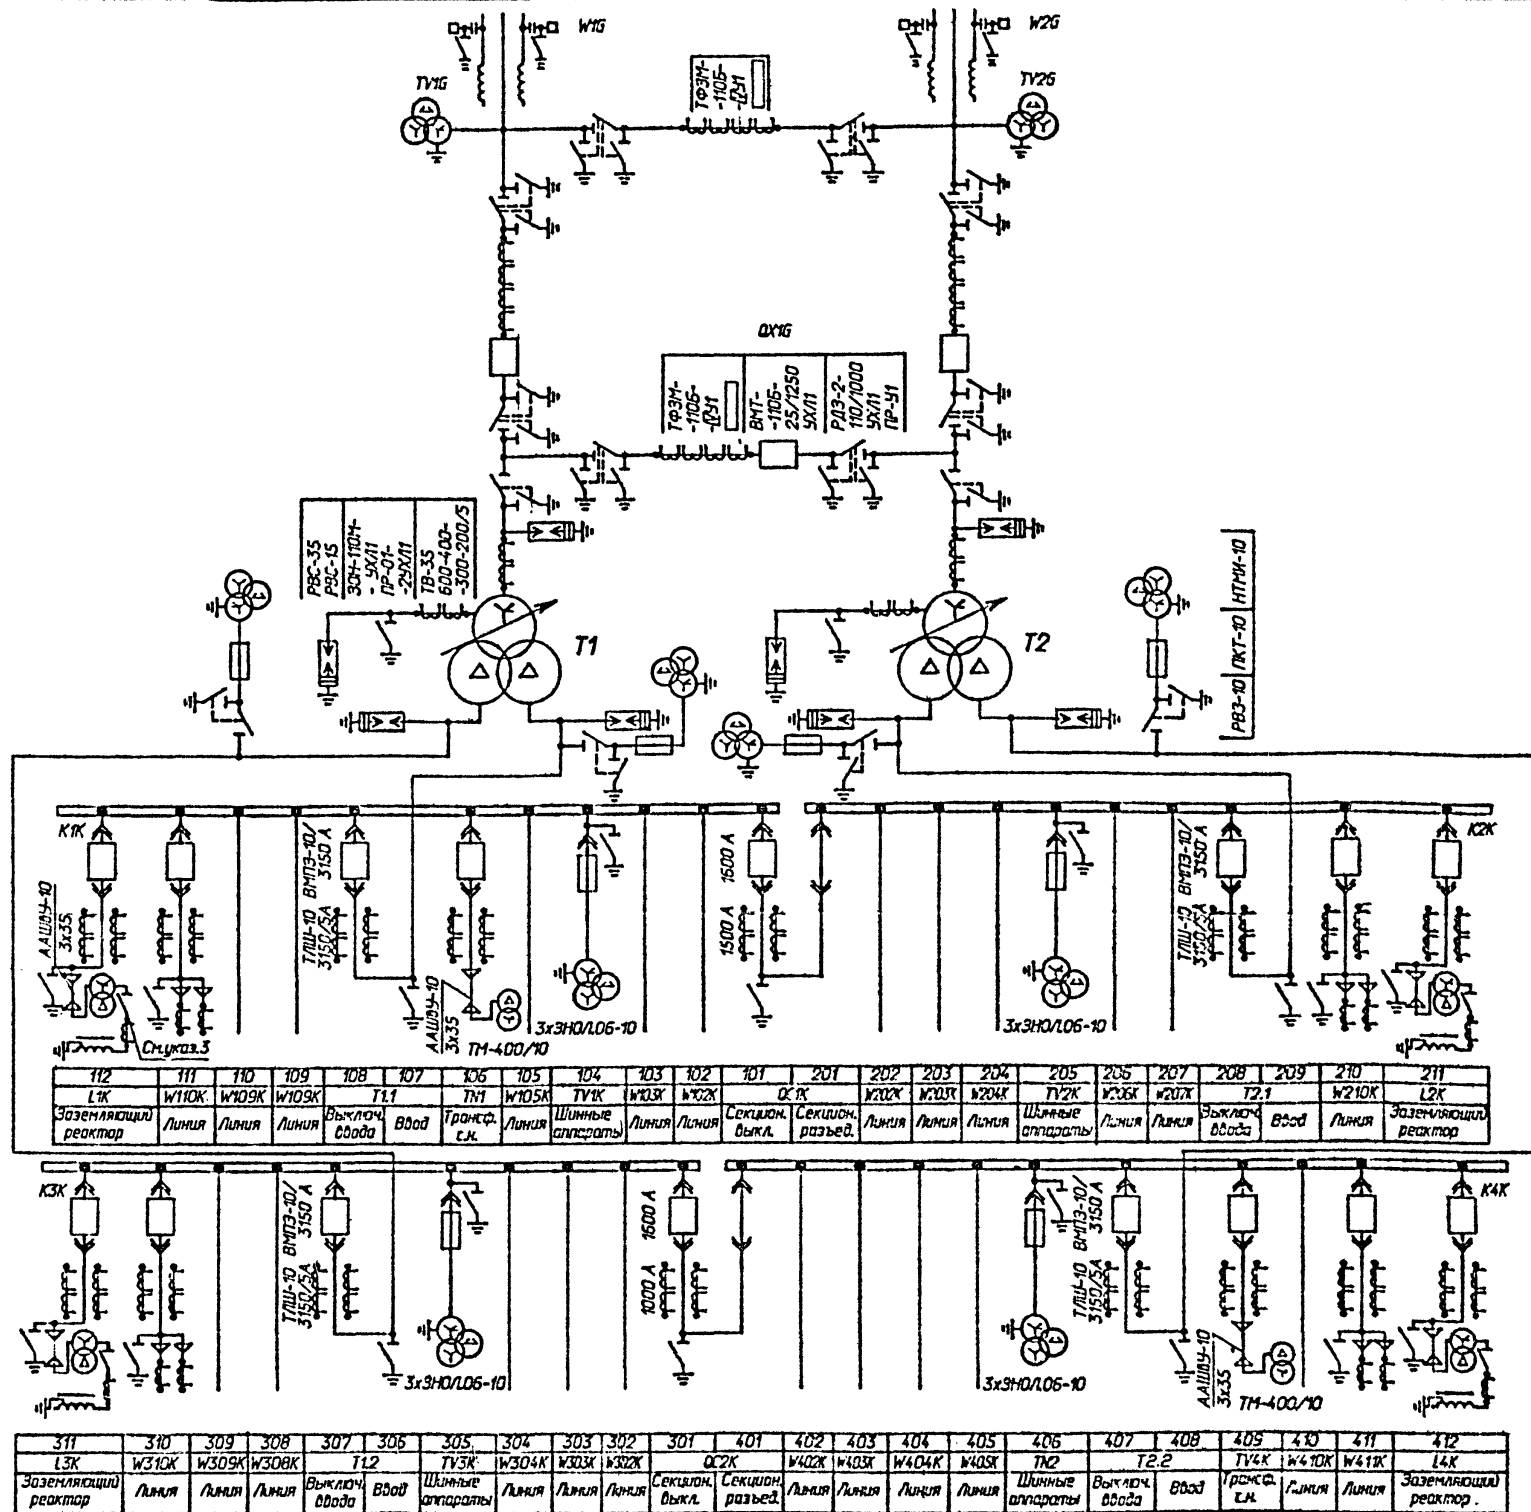 W1G
W2G
TV1G
TV2G
ТФЗМ-
-110Б-
-IУ1
QX1G
ТФЗМ-
-110Б-
-IУ1
ВМТ-
-110Б-
25/1250
УХЛ1
РДЗ-2-
110/1000
УХЛ1
ПР-У1
РВС-35
РВС-15
ЗОН-110М-
- УХЛ1
ПР-01-
-2УХЛ1
ТВ-35
600-400-
-300-200/5
Т1
Т2
РВЗ-10
ПКТ-10
НТМИ-10
К1К
К2К
ААШВУ-10
3х35
ТЛШ-10
3150/5А
ВМПЭ-10/
3150 А
ААШВУ-10
3х35
ТМ-400/10
3хЗНОЛ.06-10
1500 А
1600 А
3хЗНОЛ.06-10
ТЛШ-10
3150/5А
ВМПЭ-10/
3150 А
См.указ.3
112 111 110 109 108 107 106 105 104 103 102 101 201 202 203 204 205 206 207 208 209 210 211
L1K W110K W109K W109K T1.1 TN1 W105K TV1K W103K W102K QC1K W202K W203K W204K TV2K W206K W207K T2.1 W210K L2K
Заземляющий реактор Линия Линия Линия Выключ. ввода Ввод Трансф. с.н. Линия Шинные аппараты Линия Линия Секцион. выкл. Секцион. разъед. Линия Линия Линия Шинные аппараты Линия Линия Выключ. ввода Ввод Линия Заземляющий реактор
К3К
К4К
ТЛШ-10
3150/5А
ВМПЭ-10/
3150 А
3хЗНОЛ.06-10
1000 А
1600 А
3хЗНОЛ.06-10
ТЛШ-10
3150/5А
ВМПЭ-10/
3150 А
ААШВУ-10
3х35
ТМ-400/10
311 310 309 308 307 306 305 304 303 302 301 401 402 403 404 405 406 407 408 409 410 411 412
L3K W310K W309K W308K T1.2 TV3K W304K W303K W302K QC2K W402K W403K W404K W405K TN2 T2.2 TV4K W410K W411K L4K
Заземляющий реактор Линия Линия Линия Выключ. ввода Ввод Шинные аппараты Линия Линия Линия Секцион. выкл. Секцион. разъед. Линия Линия Линия Линия Шинные аппараты Выключ. ввода Ввод Трансф. с.н. Линия Линия Заземляющий реактор